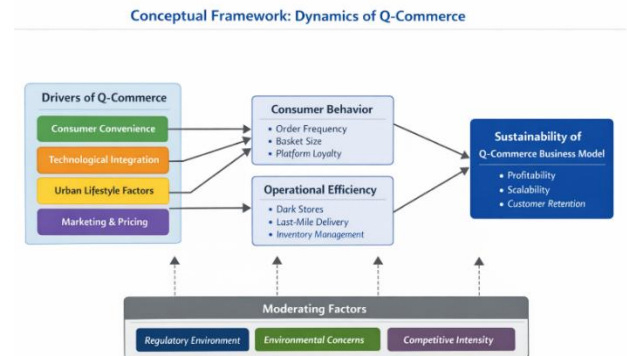 Conceptual Framework: Dynamics of Q-Commerce
Drivers of Q-Commerce
Consumer Convenience
Technological Integration
Urban Lifestyle Factors
Marketing & Pricing
Consumer Behavior
• Order Frequency
• Basket Size
• Platform Loyalty
Operational Efficiency
• Dark Stores
• Last-Mile Delivery
• Inventory Management
Sustainability of
Q-Commerce Business Model
• Profitability
• Scalability
• Customer Retention
Moderating Factors
Regulatory Environment
Environmental Concerns
Competitive Intensity